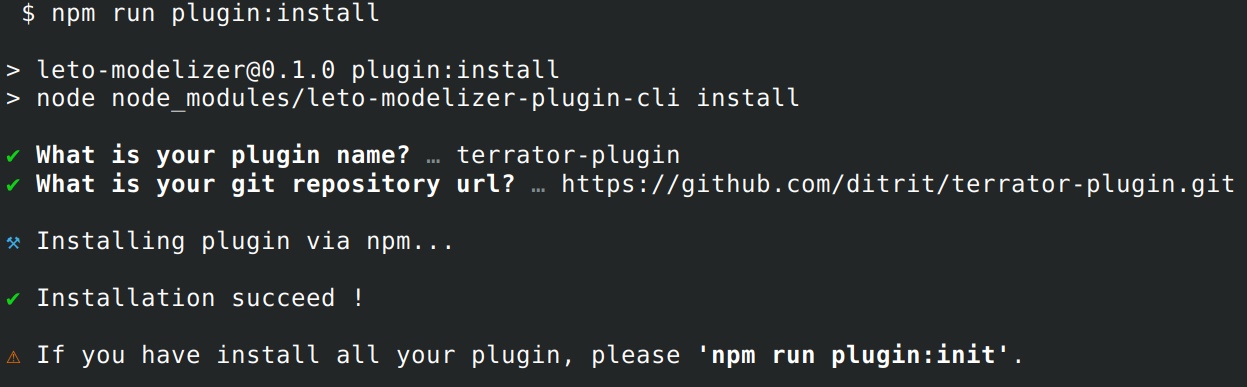 $ npm run plugin:install
> leto-modelizer@0.1.0 plugin:install
> node node_modules/leto-modelizer-plugin-cli install
✔ What is your plugin name? … terrator-plugin
✔ What is your git repository url? … https://github.com/ditrit/terrator-plugin.git
⚒ Installing plugin via npm...
✔ Installation succeed !
⚠ If you have install all your plugin, please 'npm run plugin:init'.